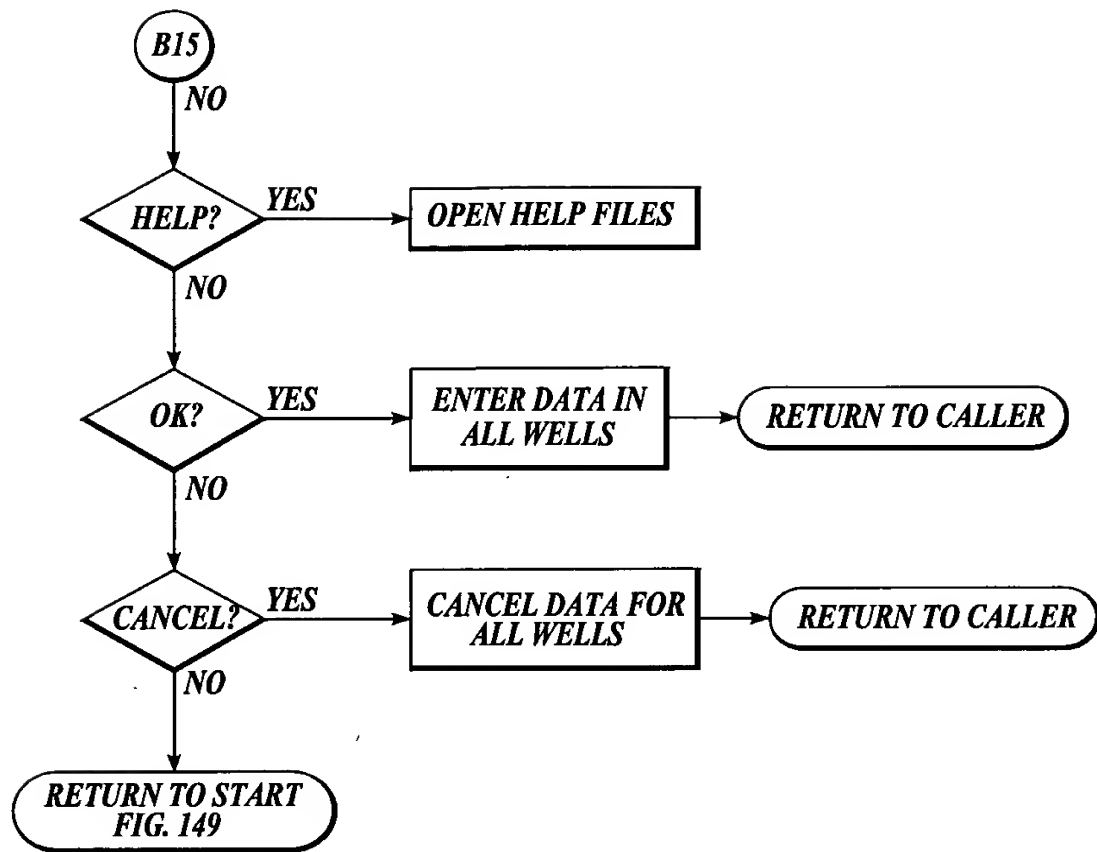 B15
NO
HELP?
YES
OPEN HELP FILES
NO
OK?
YES
ENTER DATA IN
ALL WELLS
RETURN TO CALLER
NO
CANCEL?
YES
CANCEL DATA FOR
ALL WELLS
RETURN TO CALLER
NO
RETURN TO START
FIG. 149